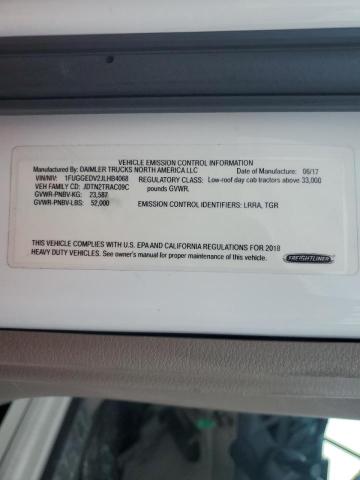 VEHICLE EMISSION CONTROL INFORMATION
Manufactured By: DAIMLER TRUCKS NORTH AMERICA LLC Date of Manufacture: 06/17
VIN/NIV: 1FUGGEDV2JLHB4068 REGULATORY CLASS: Low-roof day cab tractors above 33,000
VEH FAMILY CD: JDTN2TRAC09C pounds GVWR.
GVWR-PNBV-KG: 23,587
GVWR-PNBV-LBS: 52,000 EMISSION CONTROL IDENTIFIERS: LRRA, TGR
THIS VEHICLE COMPLIES WITH U.S. EPA AND CALIFORNIA REGULATIONS FOR 2018
HEAVY DUTY VEHICLES. See owner's manual for proper maintenance of this vehicle.
FREIGHTLINER